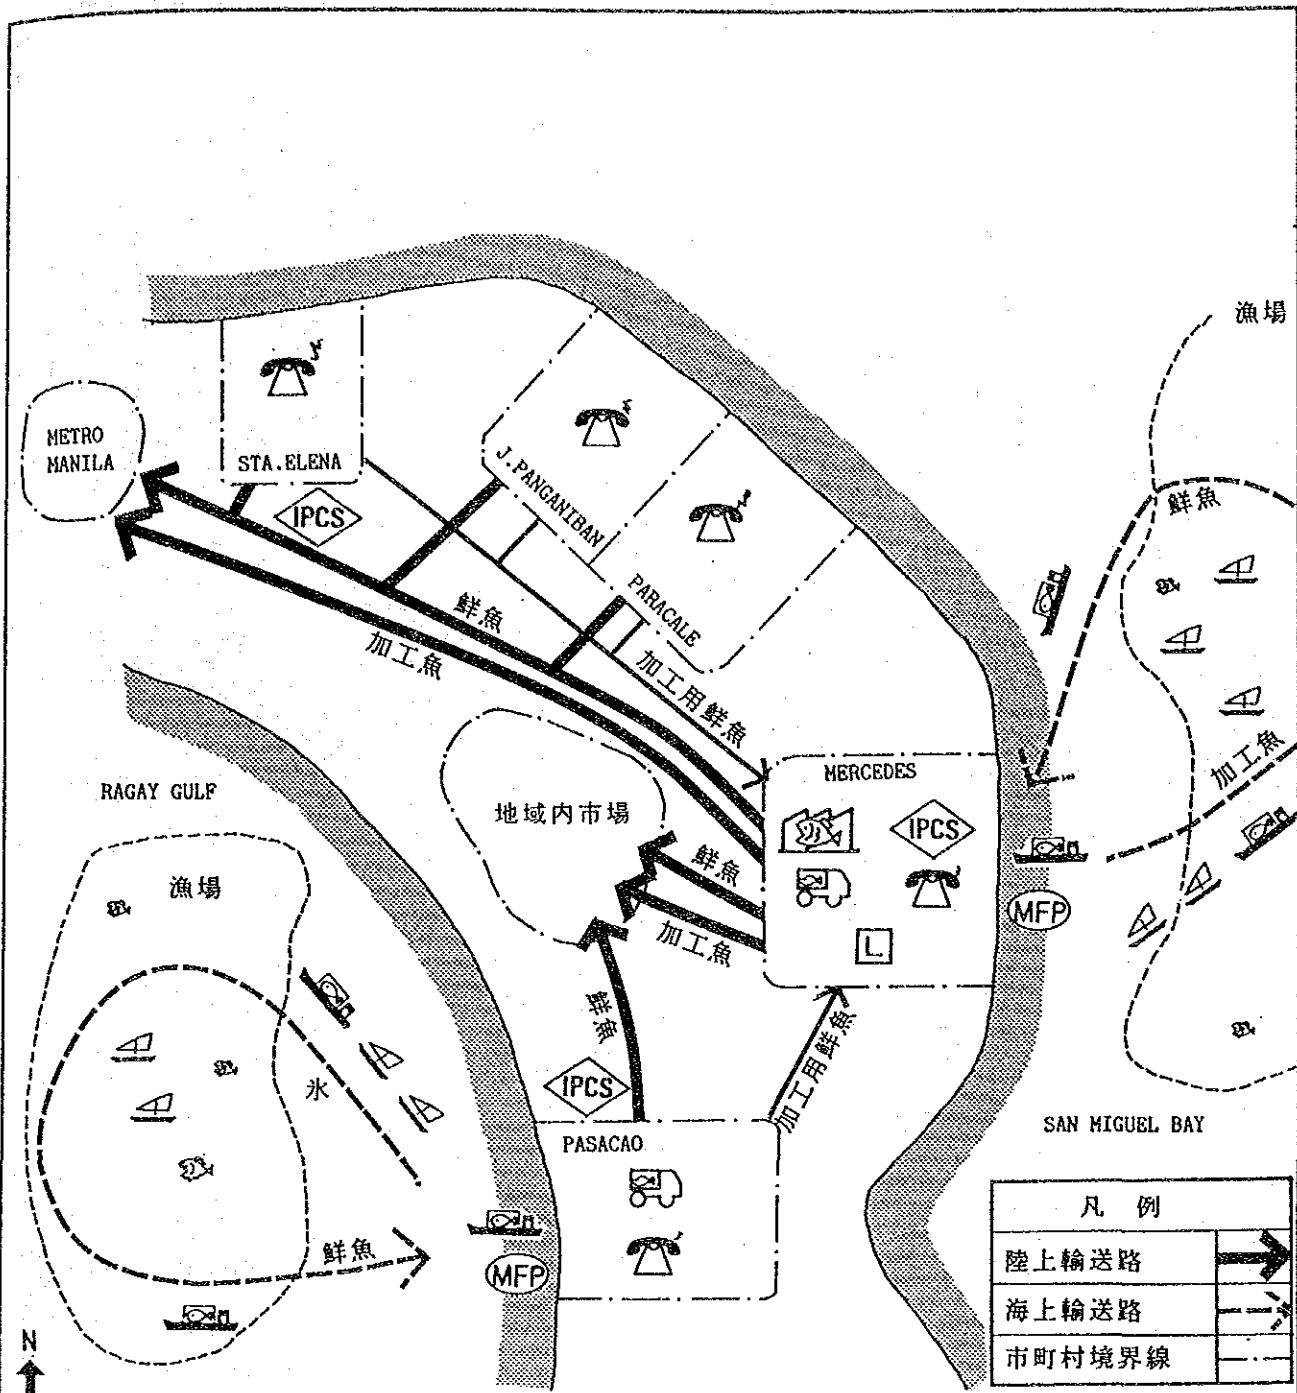 漁場
METRO
MANILA
STA.ELENA
J.PANGANIBAN
IPCS
PARACALE
鮮魚
鮮魚
加工魚
加工用鮮魚
加工魚
RAGAY GULF
地域内市場
MERCEDES
IPCS
漁場
鮮魚
加工魚
L
MFP
鮮魚
氷
IPCS
加工用鮮魚
PASACAO
SAN MIGUEL BAY
鮮魚
MFP
N
凡 例
陸上輸送路
海上輸送路
市町村境界線